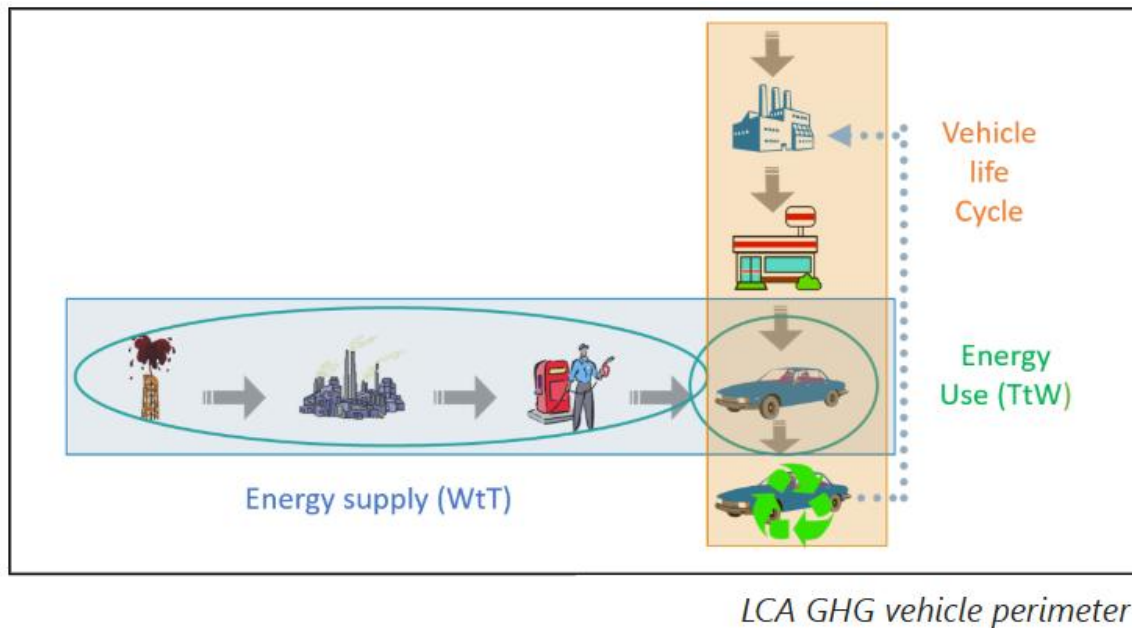 Vehicle
life
Cycle
Energy
Use (TtW)
Energy supply (WtT)
LCA GHG vehicle perimeter